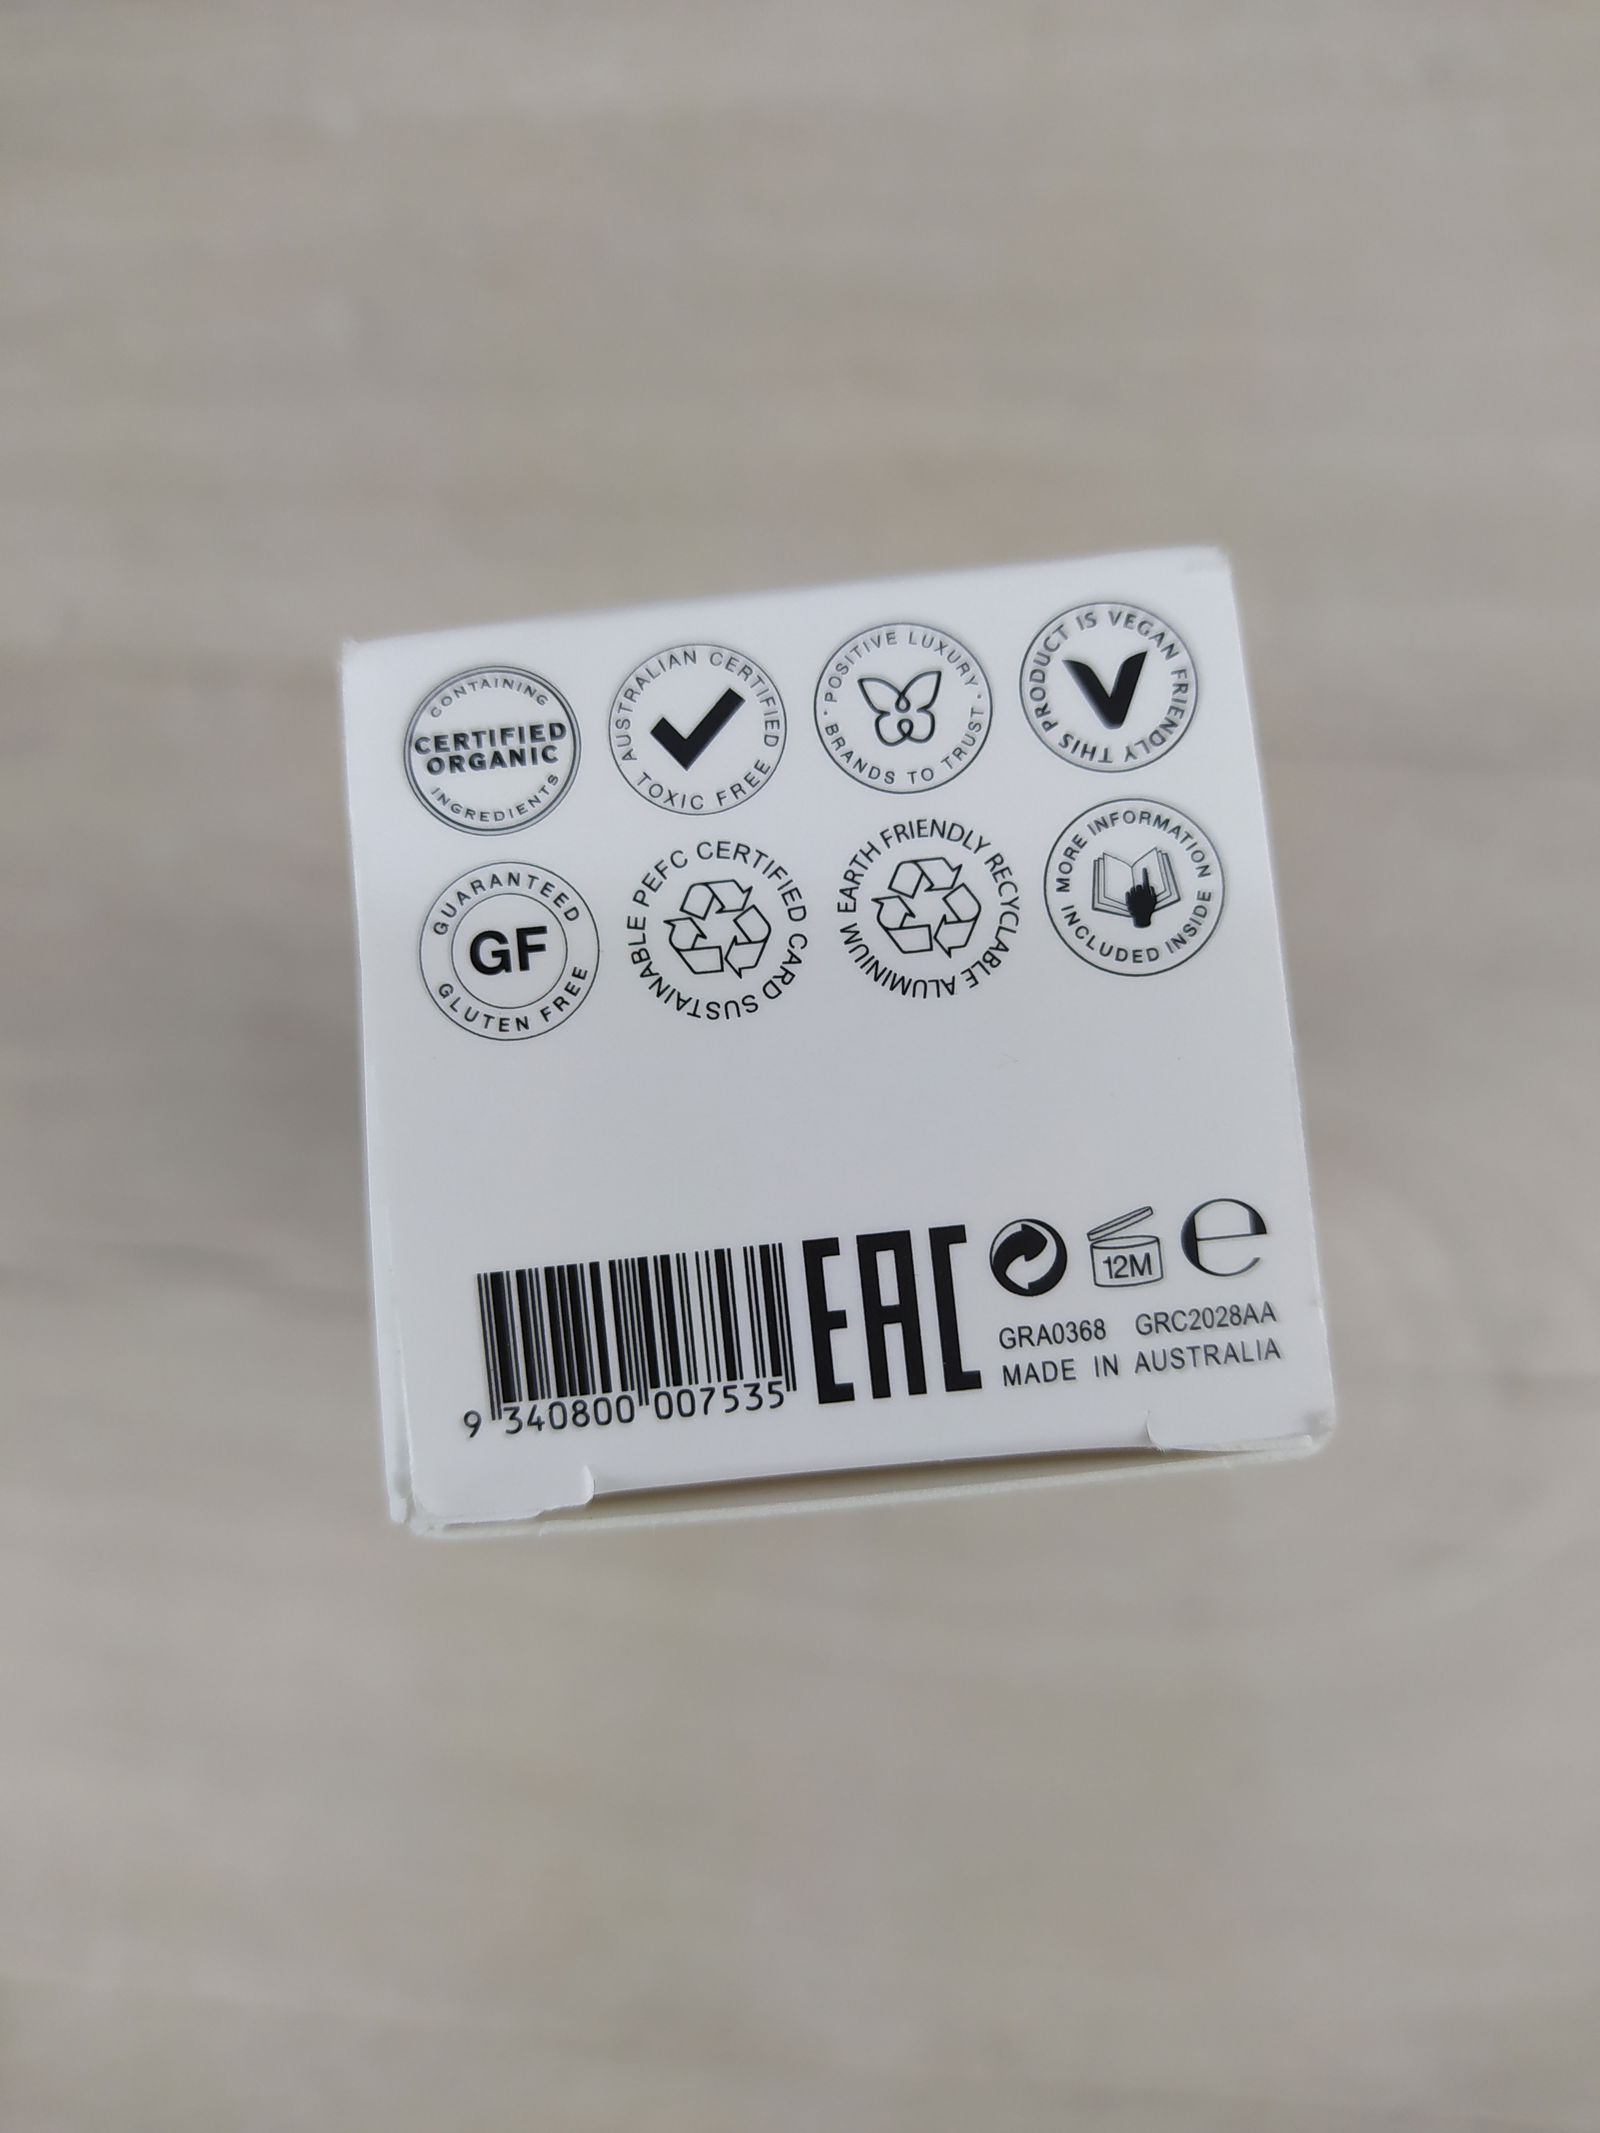 CONTAINING
CERTIFIED
ORGANIC
INGREDIENTS
AUSTRALIAN CERTIFIED
TOXIC FREE
· POSITIVE LUXURY ·
BRANDS TO TRUST
THIS PRODUCT IS VEGAN FRIENDLY
V
GUARANTEED
GF
GLUTEN FREE
SUSTAINABLE PEFC CERTIFIED CARD
EARTH FRIENDLY RECYCLABLE ALUMINIUM
MORE INFORMATION
INCLUDED INSIDE
9 340800 007535
EAC
12M
e
GRA0368 GRC2028AA
MADE IN AUSTRALIA